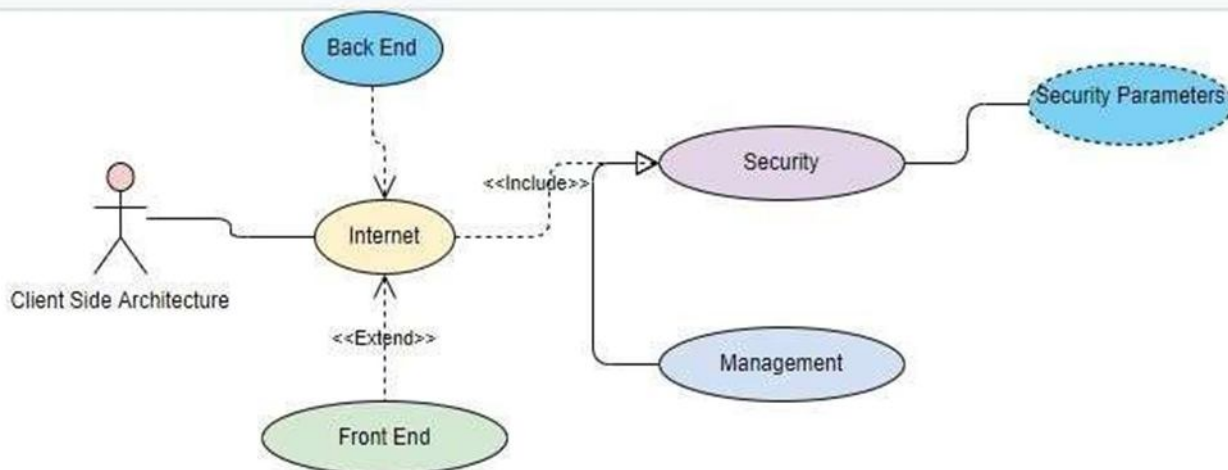 Back End
Security Parameters
Security
<<Include>>
Internet
Client Side Architecture
<<Extend>>
Management
Front End